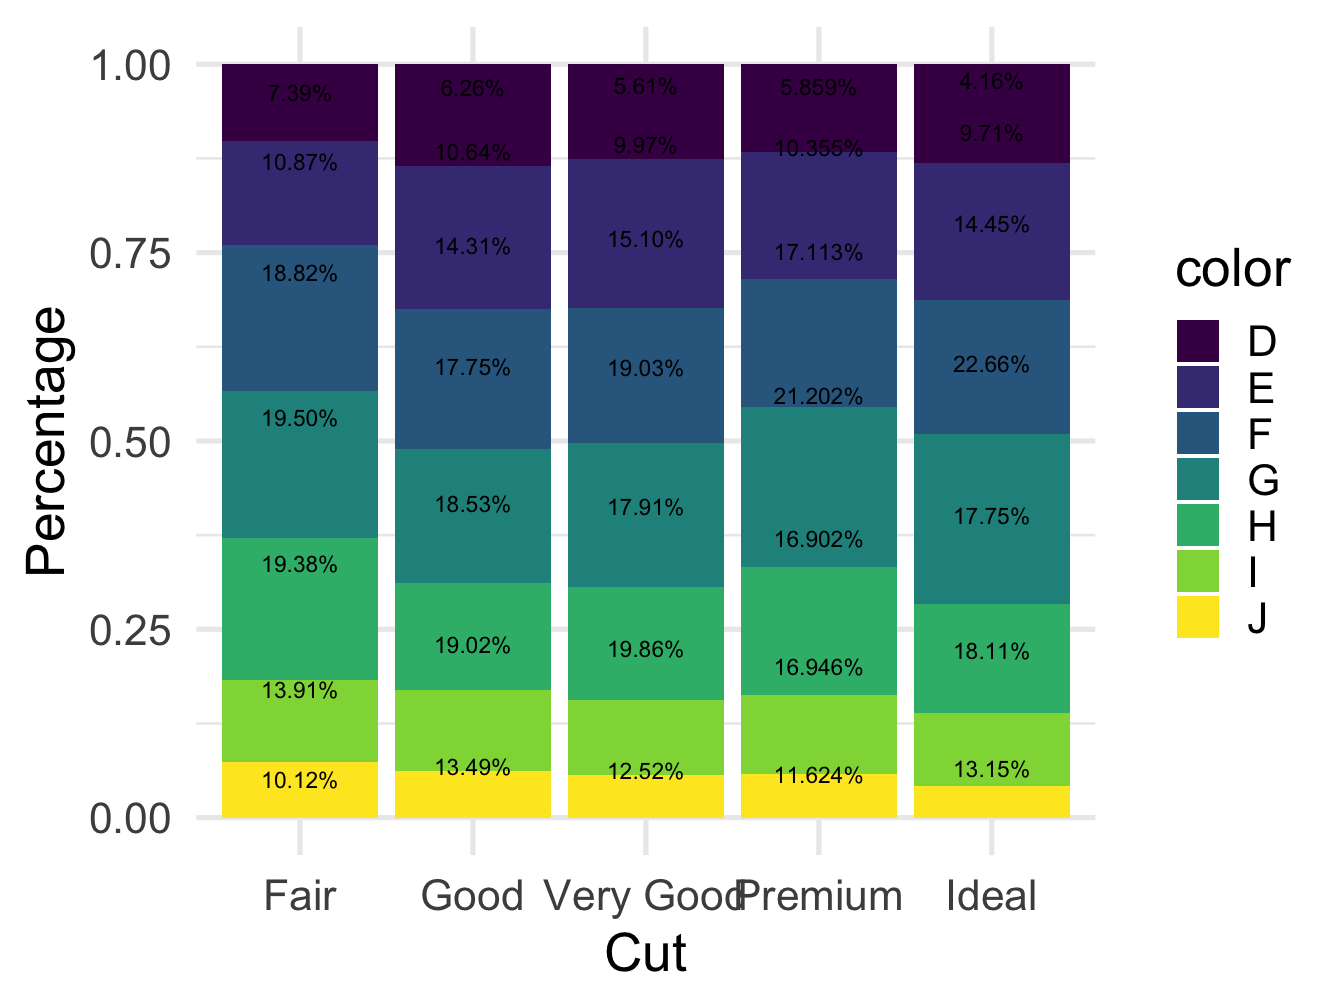 1.00
0.75
0.50
0.25
0.00
Percentage
7.39%
10.87%
18.82%
19.50%
19.38%
13.91%
10.12%
6.26%
10.64%
14.31%
17.75%
18.53%
19.02%
13.49%
5.61%
9.97%
15.10%
19.03%
17.91%
19.86%
12.52%
5.859%
10.355%
17.113%
21.202%
16.902%
16.946%
11.624%
4.16%
9.71%
14.45%
22.66%
17.75%
18.11%
13.15%
Fair
Good
Very Good
Premium
Ideal
Cut
color
D
E
F
G
H
I
J